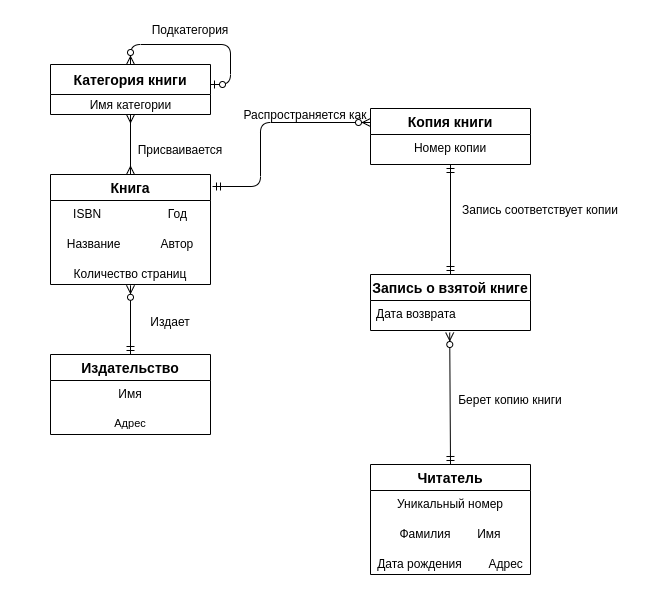 Подкатегория
Категория книги
Имя категории
Присваивается
Распространяется как
Копия книги
Номер копии
Книга
ISBN Год
Название Автор
Количество страниц
Запись соответствует копии
Издает
Запись о взятой книге
Дата возврата
Издательство
Имя
Адрес
Берет копию книги
Читатель
Уникальный номер
Фамилия Имя
Дата рождения Адрес